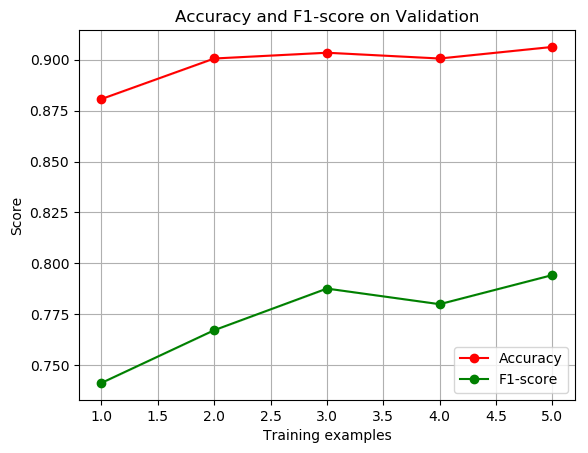 Accuracy and F1-score on Validation
0.900
0.875
0.850
0.825
0.800
0.775
0.750
Score
Accuracy
F1-score
1.0 1.5 2.0 2.5 3.0 3.5 4.0 4.5 5.0
Training examples